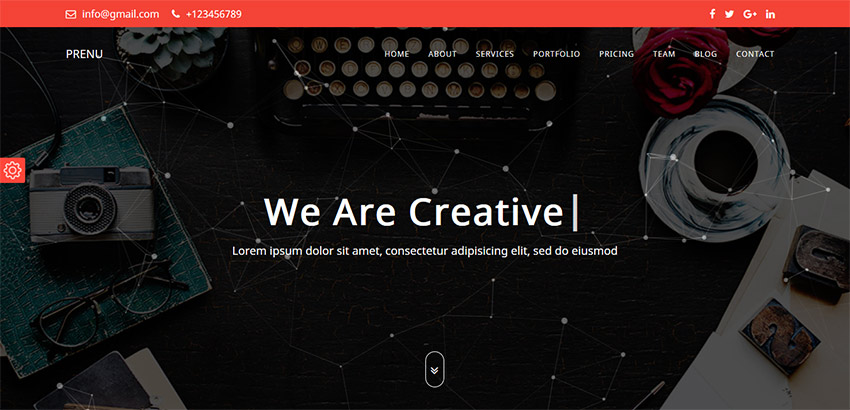 info@gmail.com +123456789
PRENU HOME ABOUT SERVICES PORTFOLIO PRICING TEAM BLOG CONTACT
We Are Creative|
Lorem ipsum dolor sit amet, consectetur adipisicing elit, sed do eiusmod